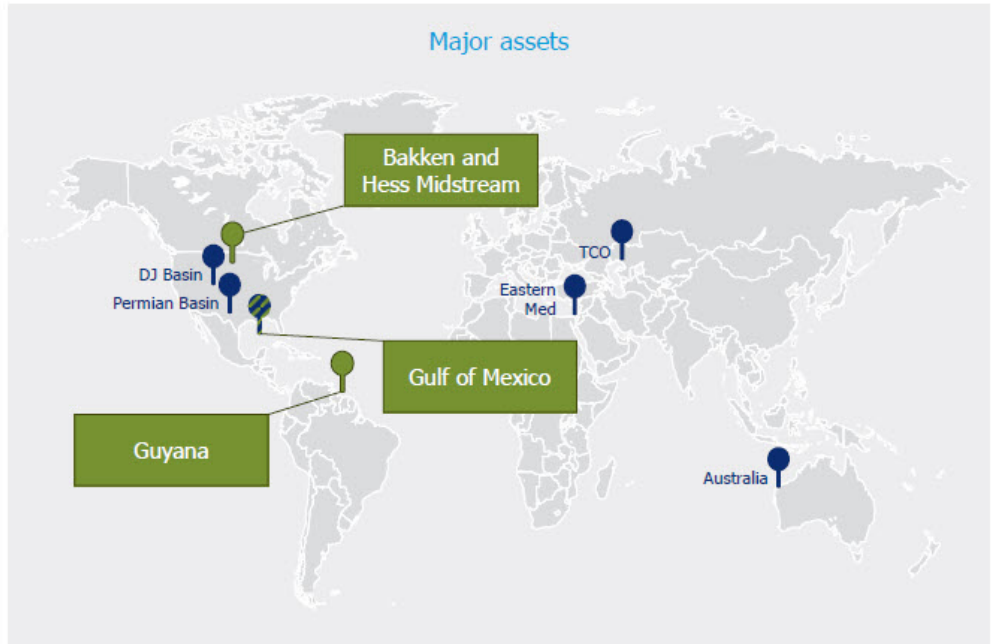 Major assets
Bakken and
Hess Midstream
TCO
DJ Basin
Eastern
Med
Permian Basin
Gulf of Mexico
Guyana
Australia